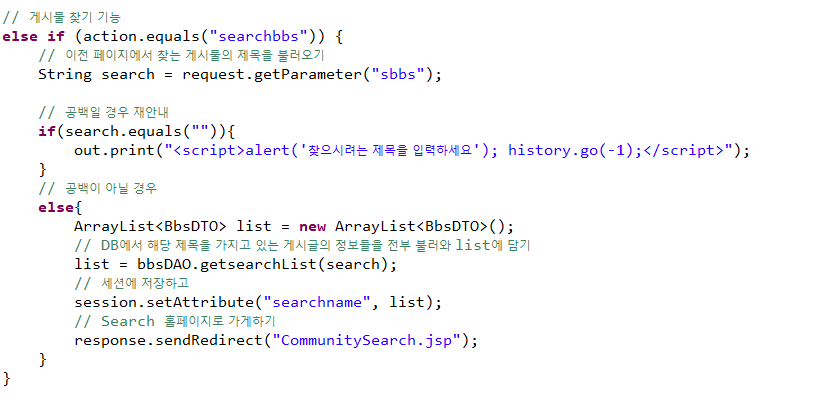 // 게시물 찾기 기능
else if (action.equals("searchbbs")) {
// 이전 페이지에서 찾는 게시물의 제목을 불러오기
String search = request.getParameter("sbbs");
// 공백일 경우 재안내
if(search.equals("")){
out.print("<script>alert('찾으시려는 제목을 입력하세요'); history.go(-1);</script>");
}
// 공백이 아닐 경우
else{
ArrayList<BbsDTO> list = new ArrayList<BbsDTO>();
// DB에서 해당 제목을 가지고 있는 게시글의 정보들을 전부 불러와 list에 담기
list = bbsDAO.getsearchList(search);
// 세션에 저장하고
session.setAttribute("searchname", list);
// Search 홈페이지로 가게하기
response.sendRedirect("CommunitySearch.jsp");
}
}